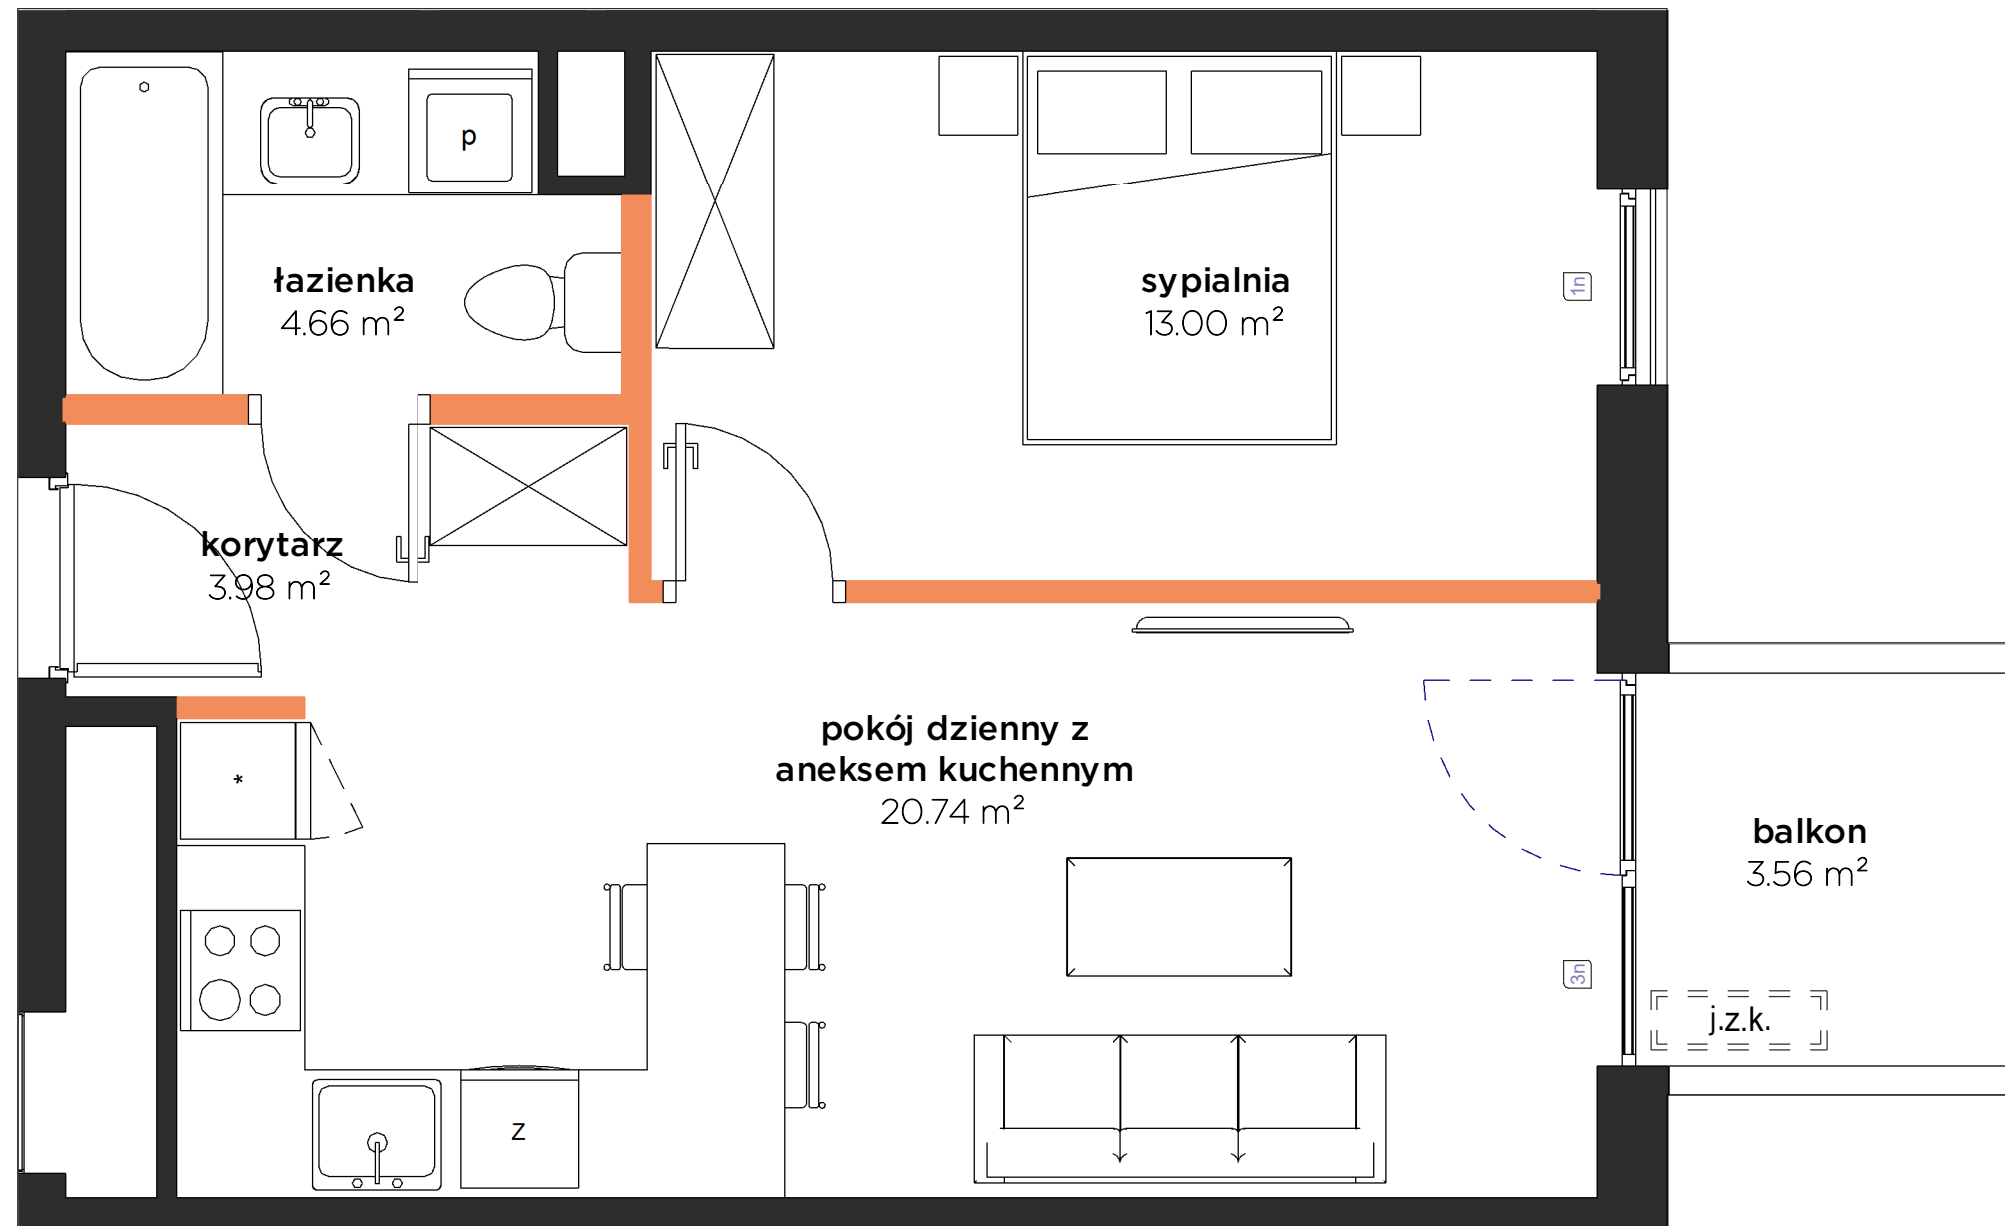 p
łazienka
4.66 m²
sypialnia
13.00 m²
1n
korytarz
3.98 m²
*
pokój dzienny z
aneksem kuchennym
20.74 m²
balkon
3.56 m²
3n
j.z.k.
z